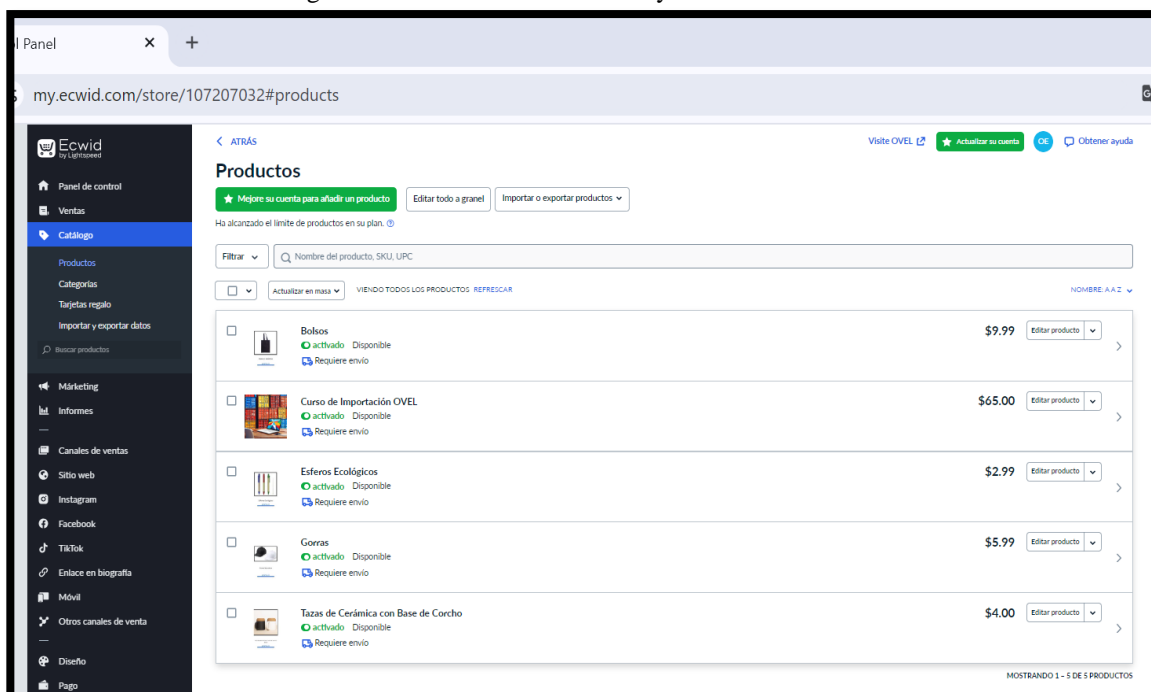 l Panel
my.ecwid.com/store/107207032#products
Ecwid
by Lightspeed
Panel de control
Ventas
Catálogo
Productos
Categorías
Tarjetas regalo
Importar y exportar datos
Buscar productos
Márketing
Informes
Canales de ventas
Sitio web
Instagram
Facebook
TikTok
Enlace en biografía
Móvil
Otros canales de venta
Diseño
Pago
ATRÁS
Visite OVEL
Actualizar su cuenta
OE
Obtener ayuda
Productos
Mejore su cuenta para añadir un producto
Editar todo a granel
Importar o exportar productos
Ha alcanzado el límite de productos en su plan.
Filtrar
Nombre del producto, SKU, UPC
Actualizar en masa
VIENDO TODOS LOS PRODUCTOS REFRESCAR
NOMBRE: A A Z
Bolsos
activado Disponible
Requiere envío
$9.99 Editar producto
Curso de Importación OVEL
activado Disponible
Requiere envío
$65.00 Editar producto
Esferos Ecológicos
activado Disponible
Requiere envío
$2.99 Editar producto
Gorras
activado Disponible
Requiere envío
$5.99 Editar producto
Tazas de Cerámica con Base de Corcho
activado Disponible
Requiere envío
$4.00 Editar producto
MOSTRANDO 1 – 5 DE 5 PRODUCTOS